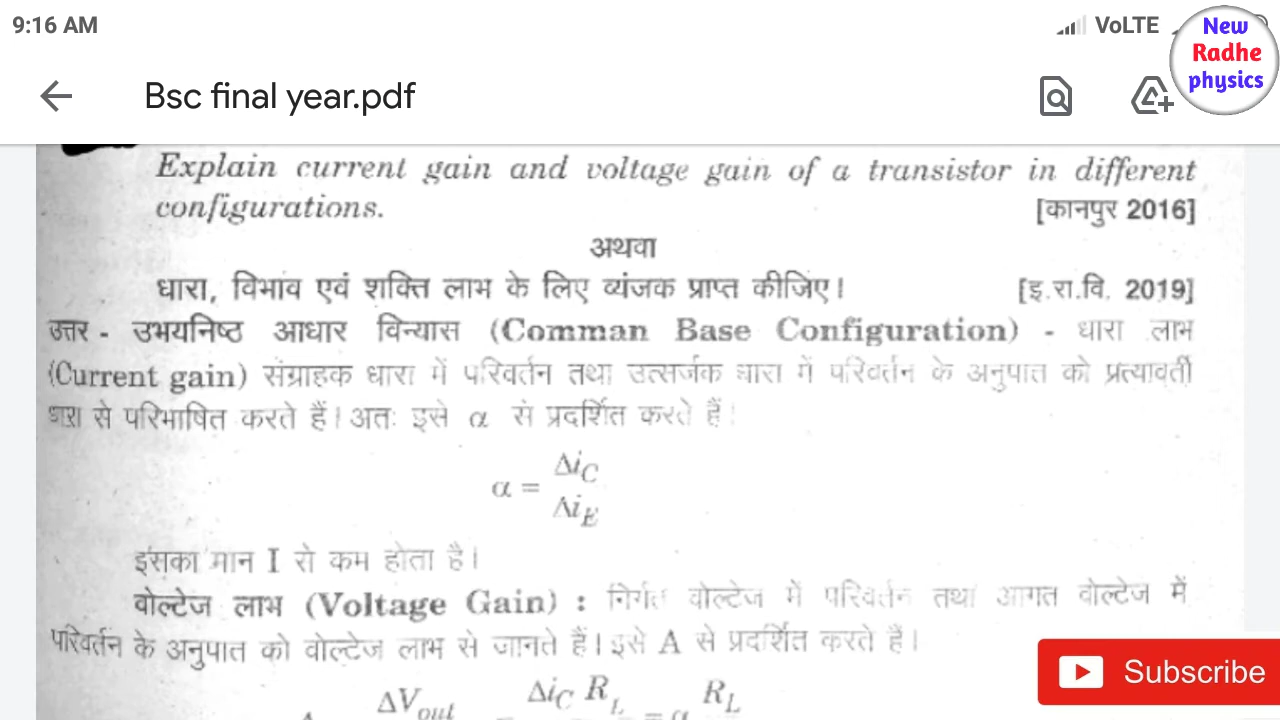 9:16 AM
VoLTE
New
Radhe
physics
Bsc final year.pdf
Explain current gain and voltage gain of a transistor in different
configurations. [कानपुर 2016]
अथवा
धारा, विभांव एवं शक्ति लाभ के लिए व्यंजक प्राप्त कीजिए। [इ.रा.वि. 2019]
उत्तर - उभयनिष्ठ आधार विन्यास (Comman Base Configuration) - धारा लाभ
(Current gain) संग्राहक धारा में परिवर्तन तथा उत्सर्जक धारा में परिवर्तन के अनुपात को प्रत्यावर्ती
धारा से परिभाषित करते हैं। अतः इसे α से प्रदर्शित करते हैं।
α = Δi_C / Δi_E
इसका मान I से कम होता है।
वोल्टेज लाभ (Voltage Gain) : निर्गत वोल्टेज में परिवर्तन तथा आगत वोल्टेज में
परिवर्तन के अनुपात को वोल्टेज लाभ से जानते हैं। इसे A से प्रदर्शित करते हैं।
ΔV_out Δi_C R_L = α R_L
Subscribe